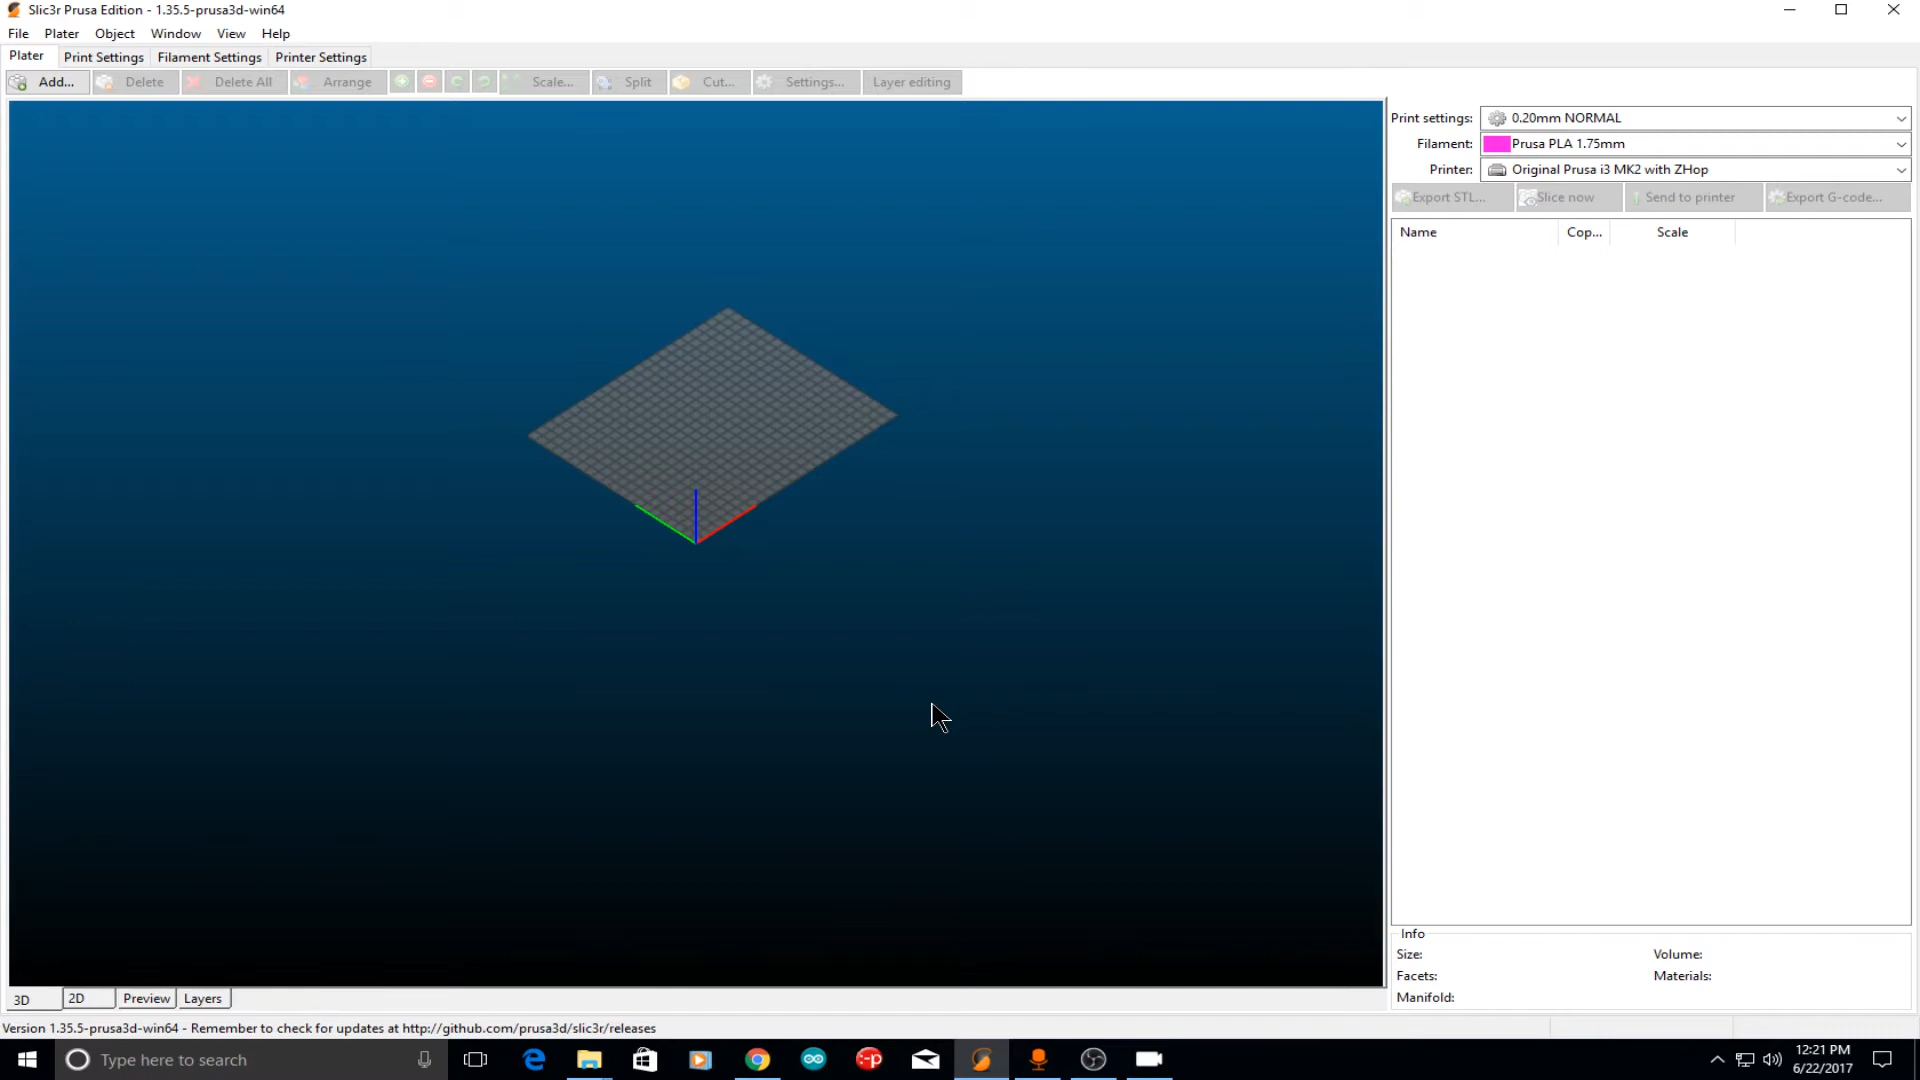 Slic3r Prusa Edition - 1.35.5-prusa3d-win64
File Plater Object Window View Help
Plater Print Settings Filament Settings Printer Settings
Add... Delete Delete All Arrange Scale... Split Cut... Settings... Layer editing
Print settings: 0.20mm NORMAL
Filament: Prusa PLA 1.75mm
Printer: Original Prusa i3 MK2 with ZHop
Export STL... Slice now Send to printer Export G-code...
Name Cop... Scale
Info
Size: Volume:
Facets: Materials:
Manifold:
3D 2D Preview Layers
Version 1.35.5-prusa3d-win64 - Remember to check for updates at http://github.com/prusa3d/slic3r/releases
Type here to search
12:21 PM
6/22/2017